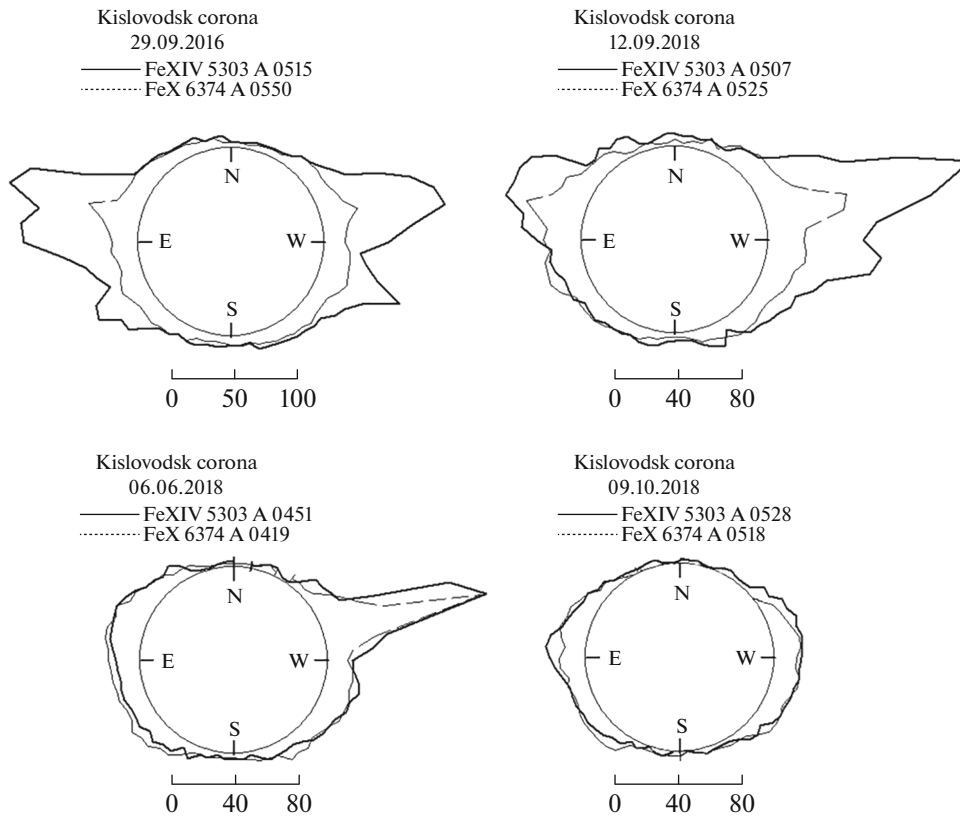 Kislovodsk corona
29.09.2016
FeXIV 5303 A 0515
FeX 6374 A 0550
N
E W
S
0 50 100
Kislovodsk corona
12.09.2018
FeXIV 5303 A 0507
FeX 6374 A 0525
N
E W
S
0 40 80
Kislovodsk corona
06.06.2018
FeXIV 5303 A 0451
FeX 6374 A 0419
N
E W
S
0 40 80
Kislovodsk corona
09.10.2018
FeXIV 5303 A 0528
FeX 6374 A 0518
N
E W
S
0 40 80